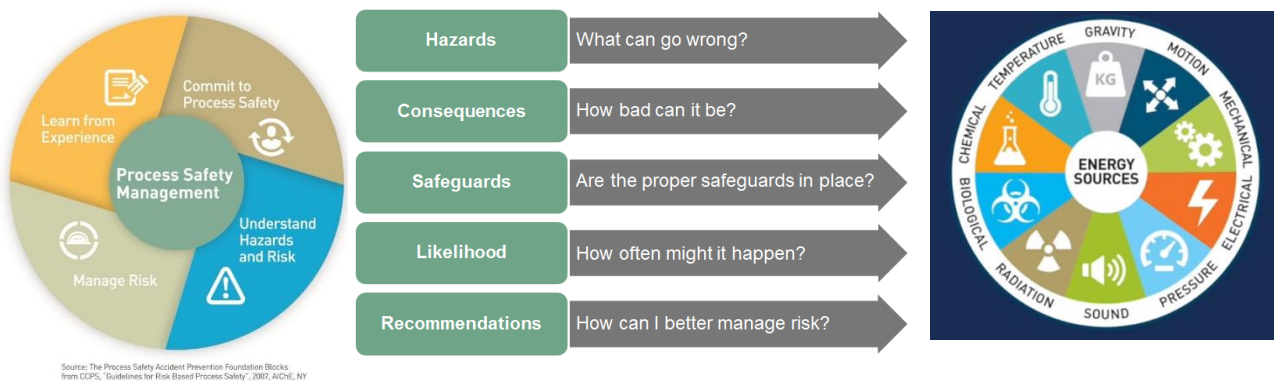 Learn from
Experience
Commit to
Process Safety
Process Safety
Management
Understand
Hazards
and Risk
Manage Risk
Source: The Process Safety Accident Prevention Foundation Blocks
from CCPS, "Guidelines for Risk Based Process Safety", 2007, AIChE, NY
Hazards
What can go wrong?
Consequences
How bad can it be?
Safeguards
Are the proper safeguards in place?
Likelihood
How often might it happen?
Recommendations
How can I better manage risk?
ENERGY
SOURCES
GRAVITY
KG
MOTION
MECHANICAL
ELECTRICAL
PRESSURE
SOUND
RADIATION
BIOLOGICAL
CHEMICAL
TEMPERATURE